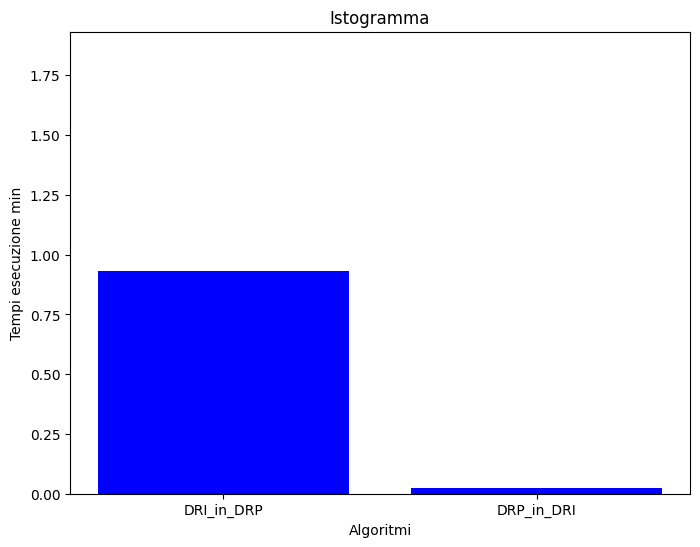 Istogramma
Tempi esecuzione min
1.75
1.50
1.25
1.00
0.75
0.50
0.25
0.00
DRI_in_DRP
DRP_in_DRI
Algoritmi